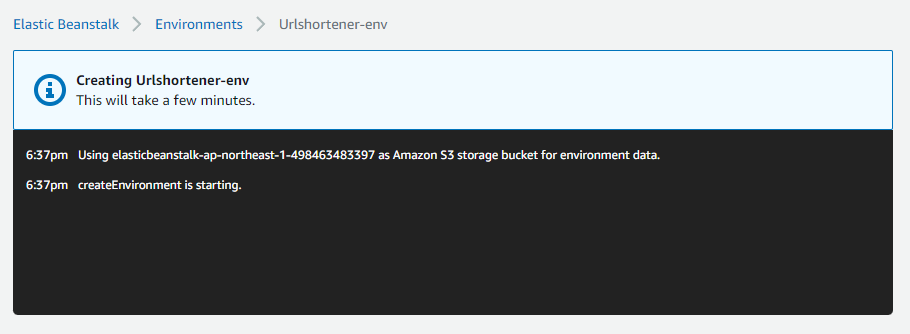 Elastic Beanstalk > Environments > Urlshortener-env
Creating Urlshortener-env
This will take a few minutes.
6:37pm Using elasticbeanstalk-ap-northeast-1-498463483397 as Amazon S3 storage bucket for environment data.
6:37pm createEnvironment is starting.